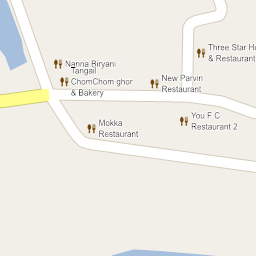 Three Star Ho
& Restaurant
Nanna Biryani
Tangail
ChomChom ghor
& Bakery
New Parvin
Restaurant
You F C
Restaurant 2
Mokka
Restaurant